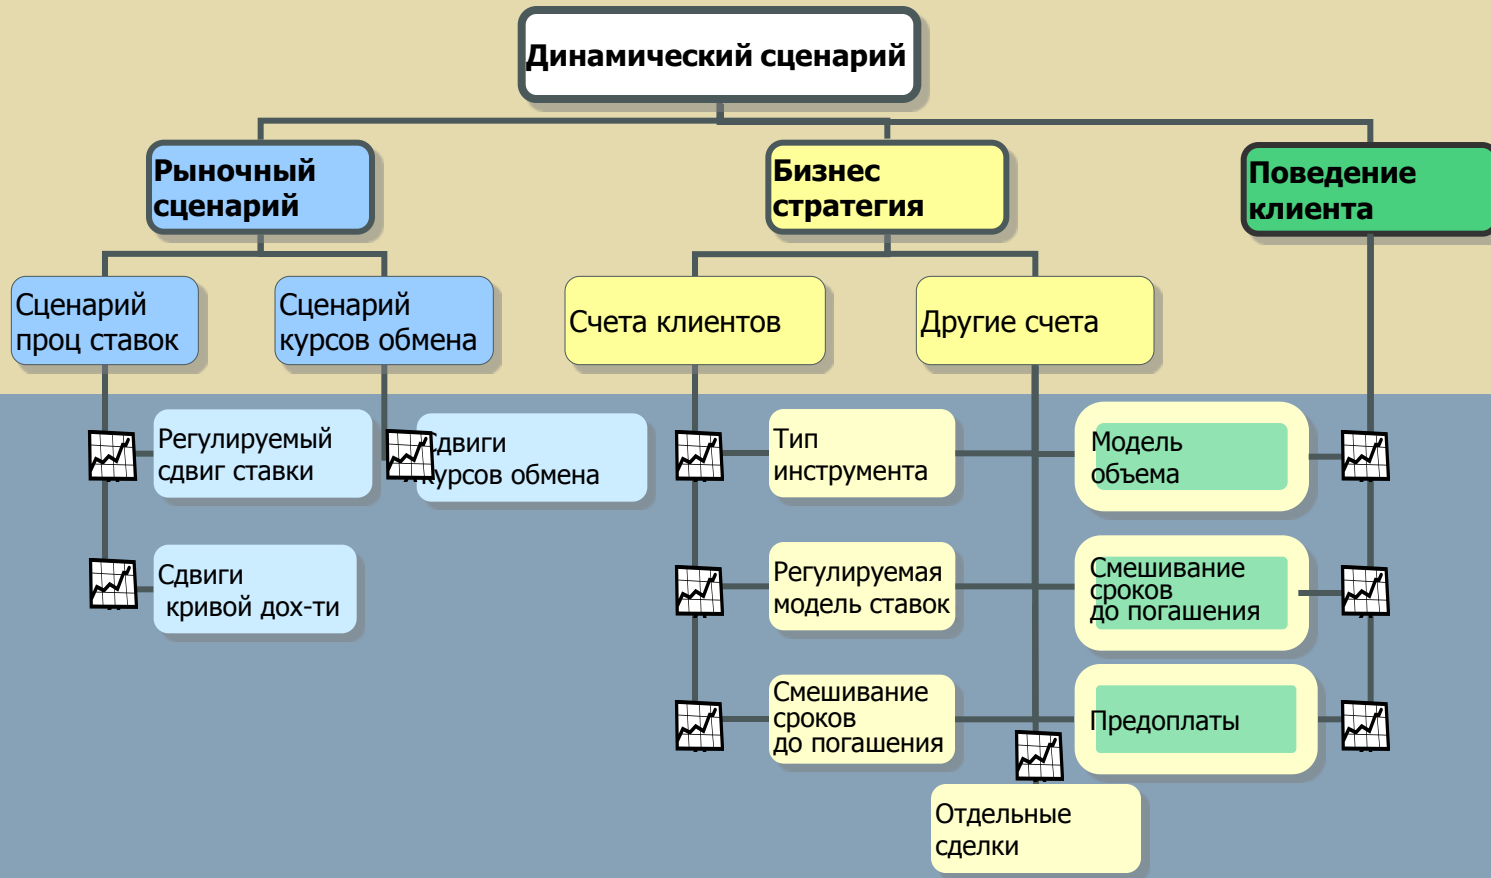 Динамический сценарий
Рыночный
сценарий
Бизнес
стратегия
Поведение
клиента
Сценарий
проц ставок
Сценарий
курсов обмена
Счета клиентов
Другие счета
Регулируемый
сдвиг ставки
Сдвиги
курсов обмена
Тип
инструмента
Модель
объема
Сдвиги
кривой дох-ти
Регулируемая
модель ставок
Смешивание
сроков
до погашения
Смешивание
сроков
до погашения
Предоплаты
Отдельные
сделки